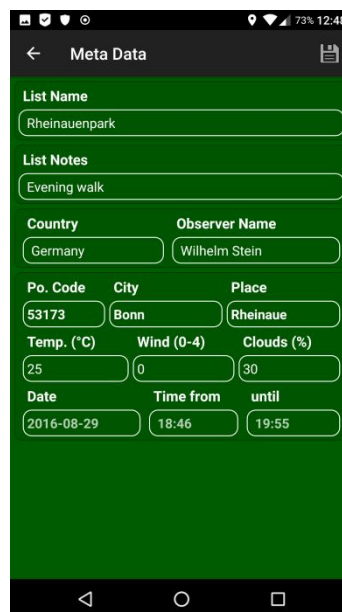 73% 12:48
Meta Data
List Name
Rheinauenpark
List Notes
Evening walk
Country Observer Name
Germany Wilhelm Stein
Po. Code City Place
53173 Bonn Rheinaue
Temp. (°C) Wind (0-4) Clouds (%)
25 0 30
Date Time from until
2016-08-29 18:46 19:55